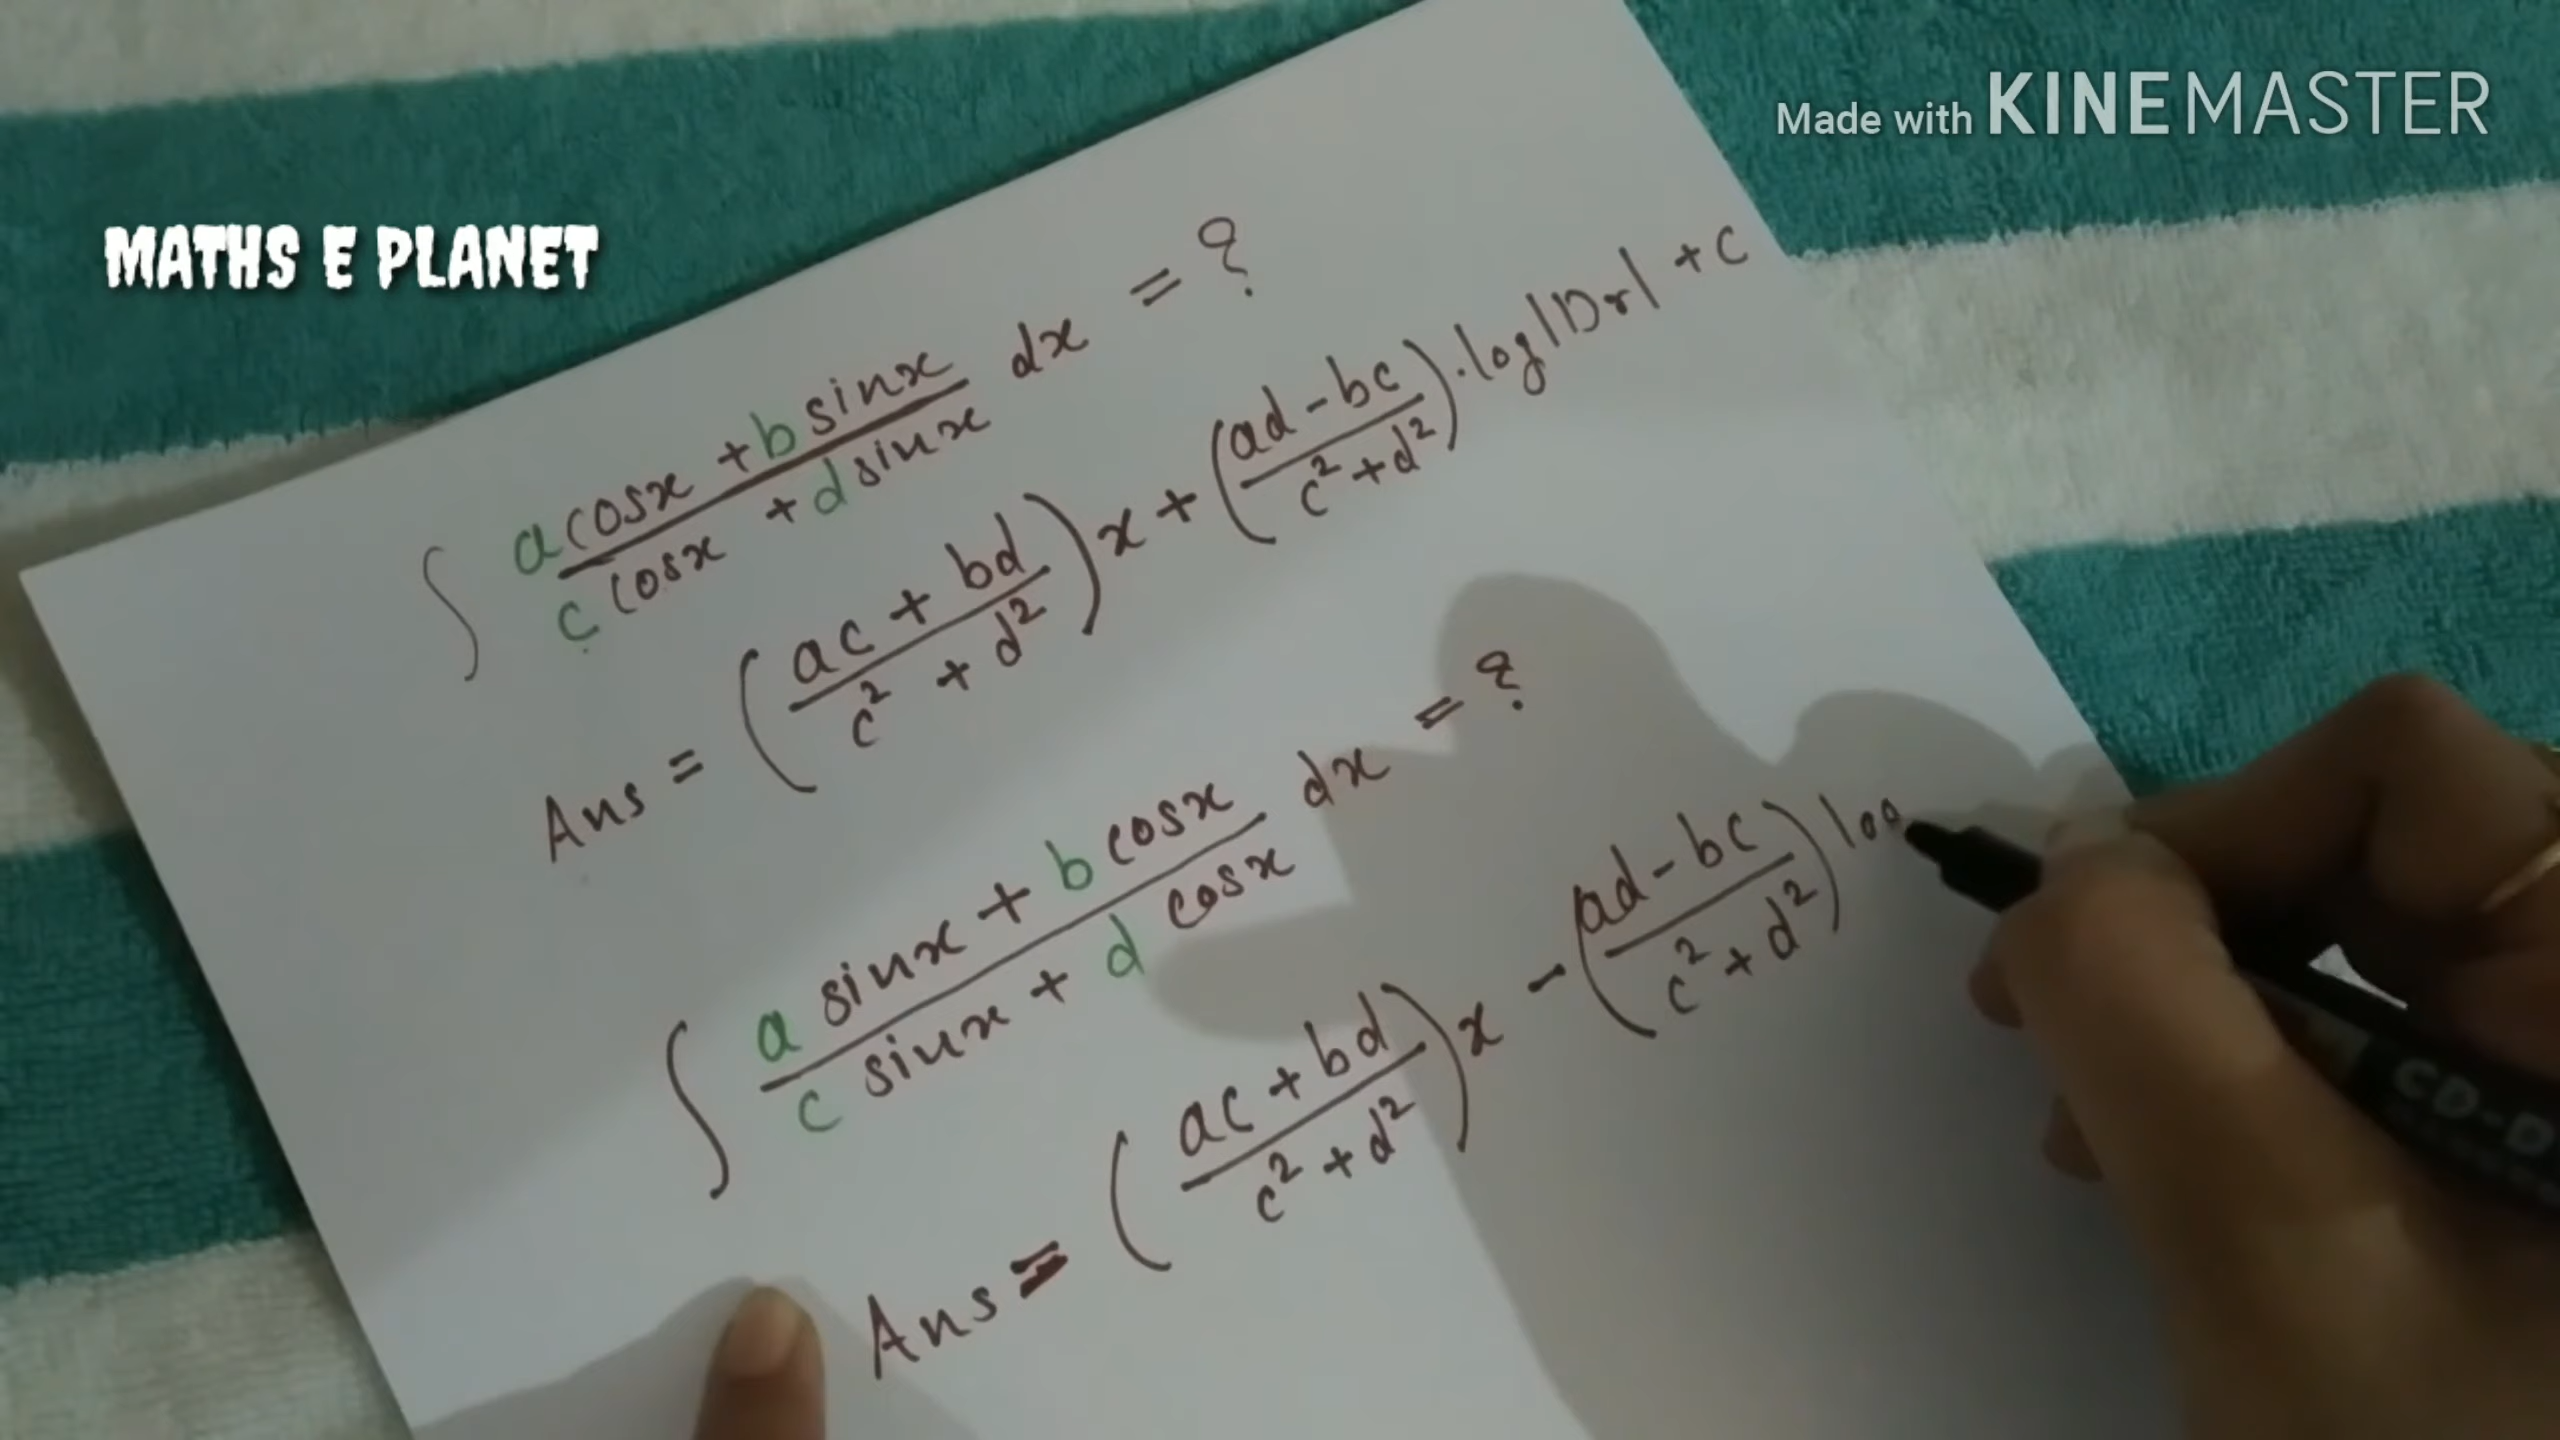 Made with KINEMASTER
MATHS E PLANET
∫ (a cosx + b sinx)/(c cosx + d sinx) dx = ?
Ans = ((ac + bd)/(c² + d²)) x + ((ad - bc)/(c² + d²)) . log|Dr| + c
∫ (a sinx + b cosx)/(c sinx + d cosx) dx = ?
Ans = ((ac + bd)/(c² + d²)) x - ((ad - bc)/(c² + d²)) log
CD-D